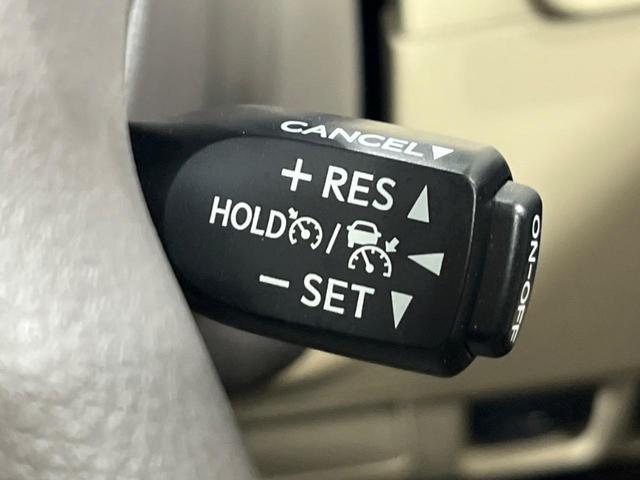 CANCEL▼
+ RES ▲
HOLD / ◀
− SET ▼
ON-OFF